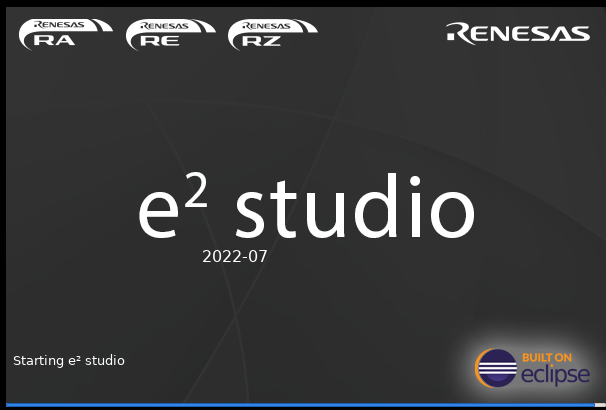 RENESAS
RA
RENESAS
RE
RENESAS
RZ
RENESAS
e² studio
2022-07
Starting e² studio
BUILT ON
eclipse